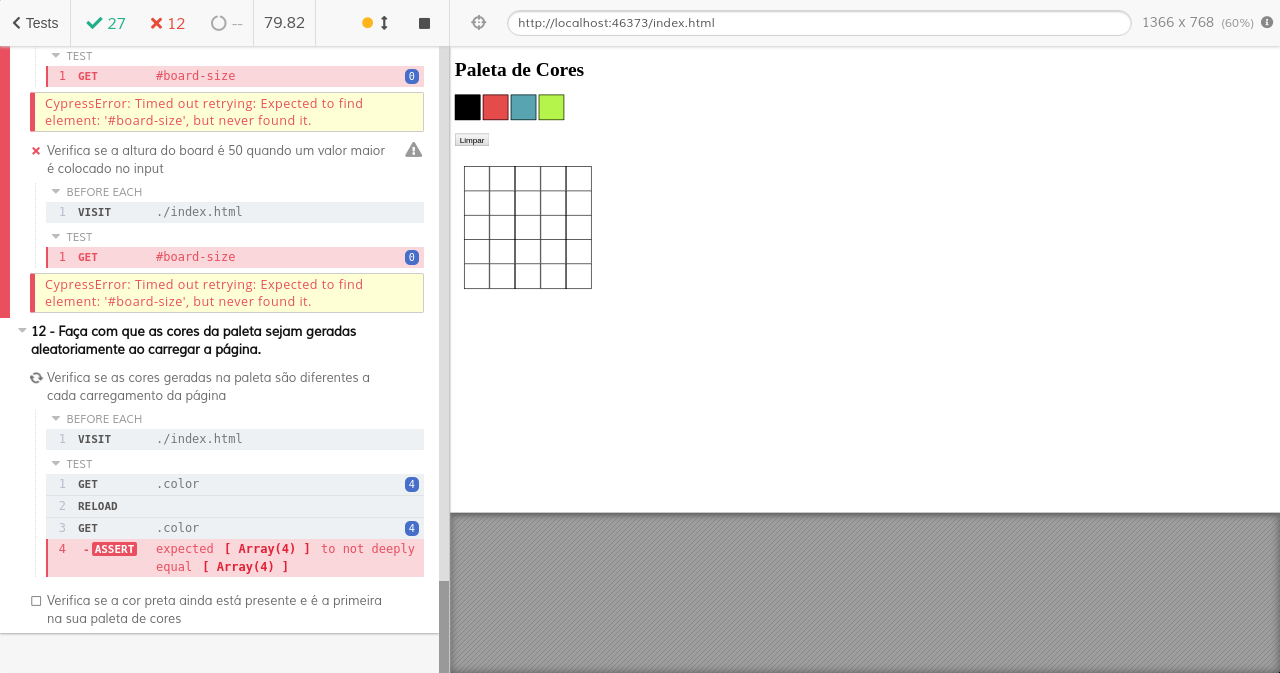 Tests
27
12
--
79.82
http://localhost:46373/index.html
1366 x 768 (60%)
TEST
1 GET #board-size 0
CypressError: Timed out retrying: Expected to find
element: '#board-size', but never found it.
Verifica se a altura do board é 50 quando um valor maior
é colocado no input
BEFORE EACH
1 VISIT ./index.html
TEST
1 GET #board-size 0
CypressError: Timed out retrying: Expected to find
element: '#board-size', but never found it.
12 - Faça com que as cores da paleta sejam geradas
aleatoriamente ao carregar a página.
Verifica se as cores geradas na paleta são diferentes a
cada carregamento da página
BEFORE EACH
1 VISIT ./index.html
TEST
1 GET .color 4
2 RELOAD
3 GET .color 4
4 -ASSERT expected [ Array(4) ] to not deeply
equal [ Array(4) ]
Verifica se a cor preta ainda está presente e é a primeira
na sua paleta de cores
Paleta de Cores
Limpar